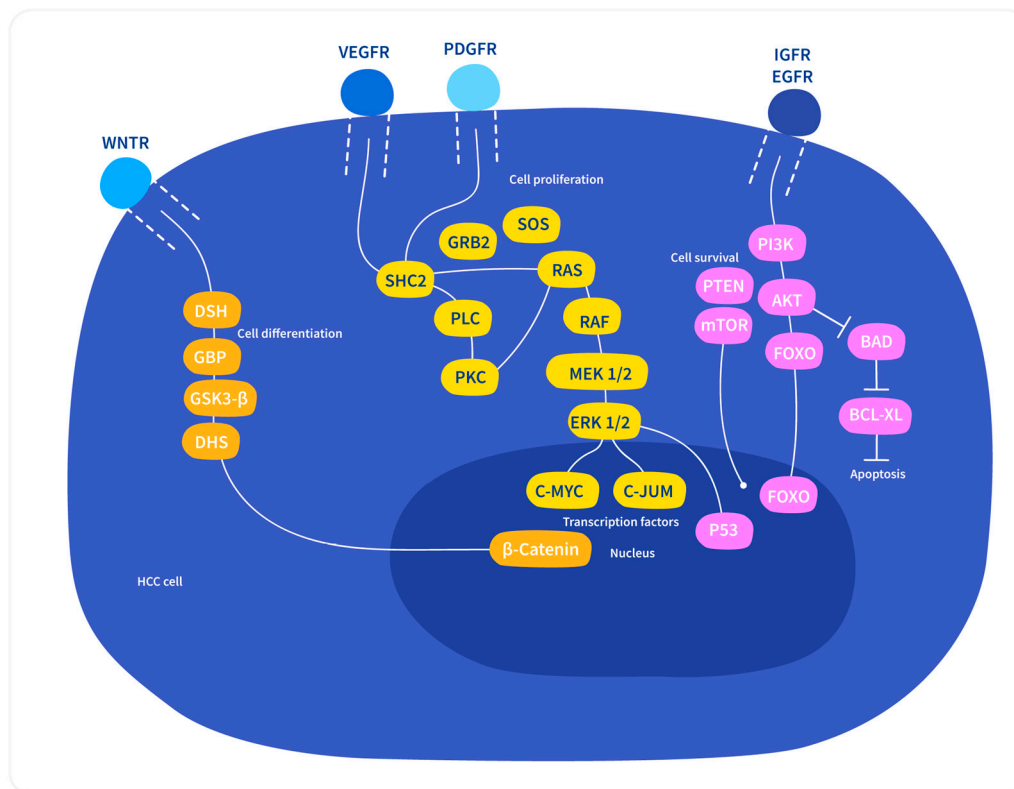 VEGFR
PDGFR
IGFR
EGFR
WNTR
Cell proliferation
SOS
GRB2
PI3K
Cell survival
RAS
SHC2
PTEN
AKT
DSH
PLC
RAF
mTOR
Cell differentiation
BAD
GBP
FOXO
PKC
MEK 1/2
GSK3-β
BCL-XL
ERK 1/2
DHS
Apoptosis
C-MYC
C-JUM
FOXO
Transcription factors
P53
β-Catenin
Nucleus
HCC cell